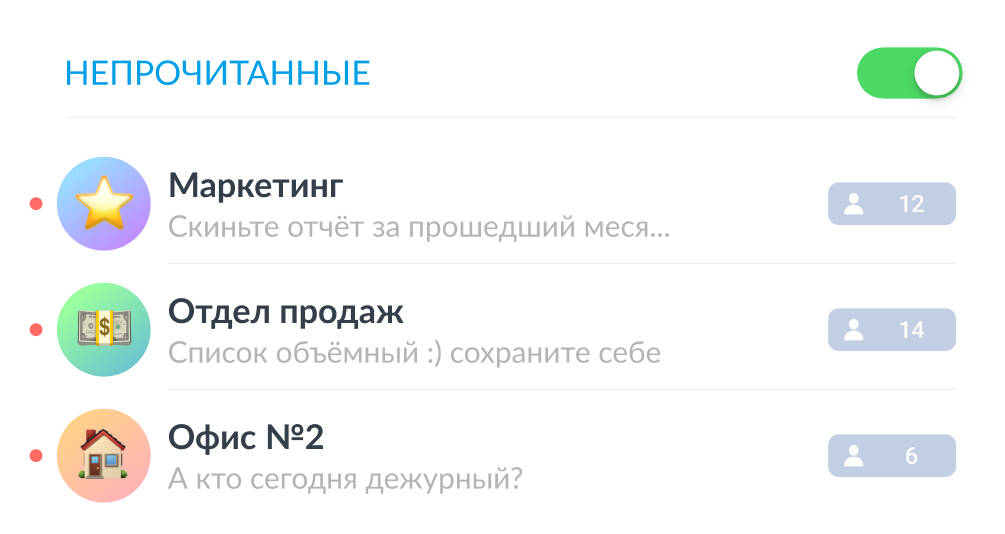 НЕПРОЧИТАННЫЕ
Маркетинг
Скиньте отчёт за прошедший меся...
12
Отдел продаж
Список объёмный :) сохраните себе
14
Офис №2
А кто сегодня дежурный?
6